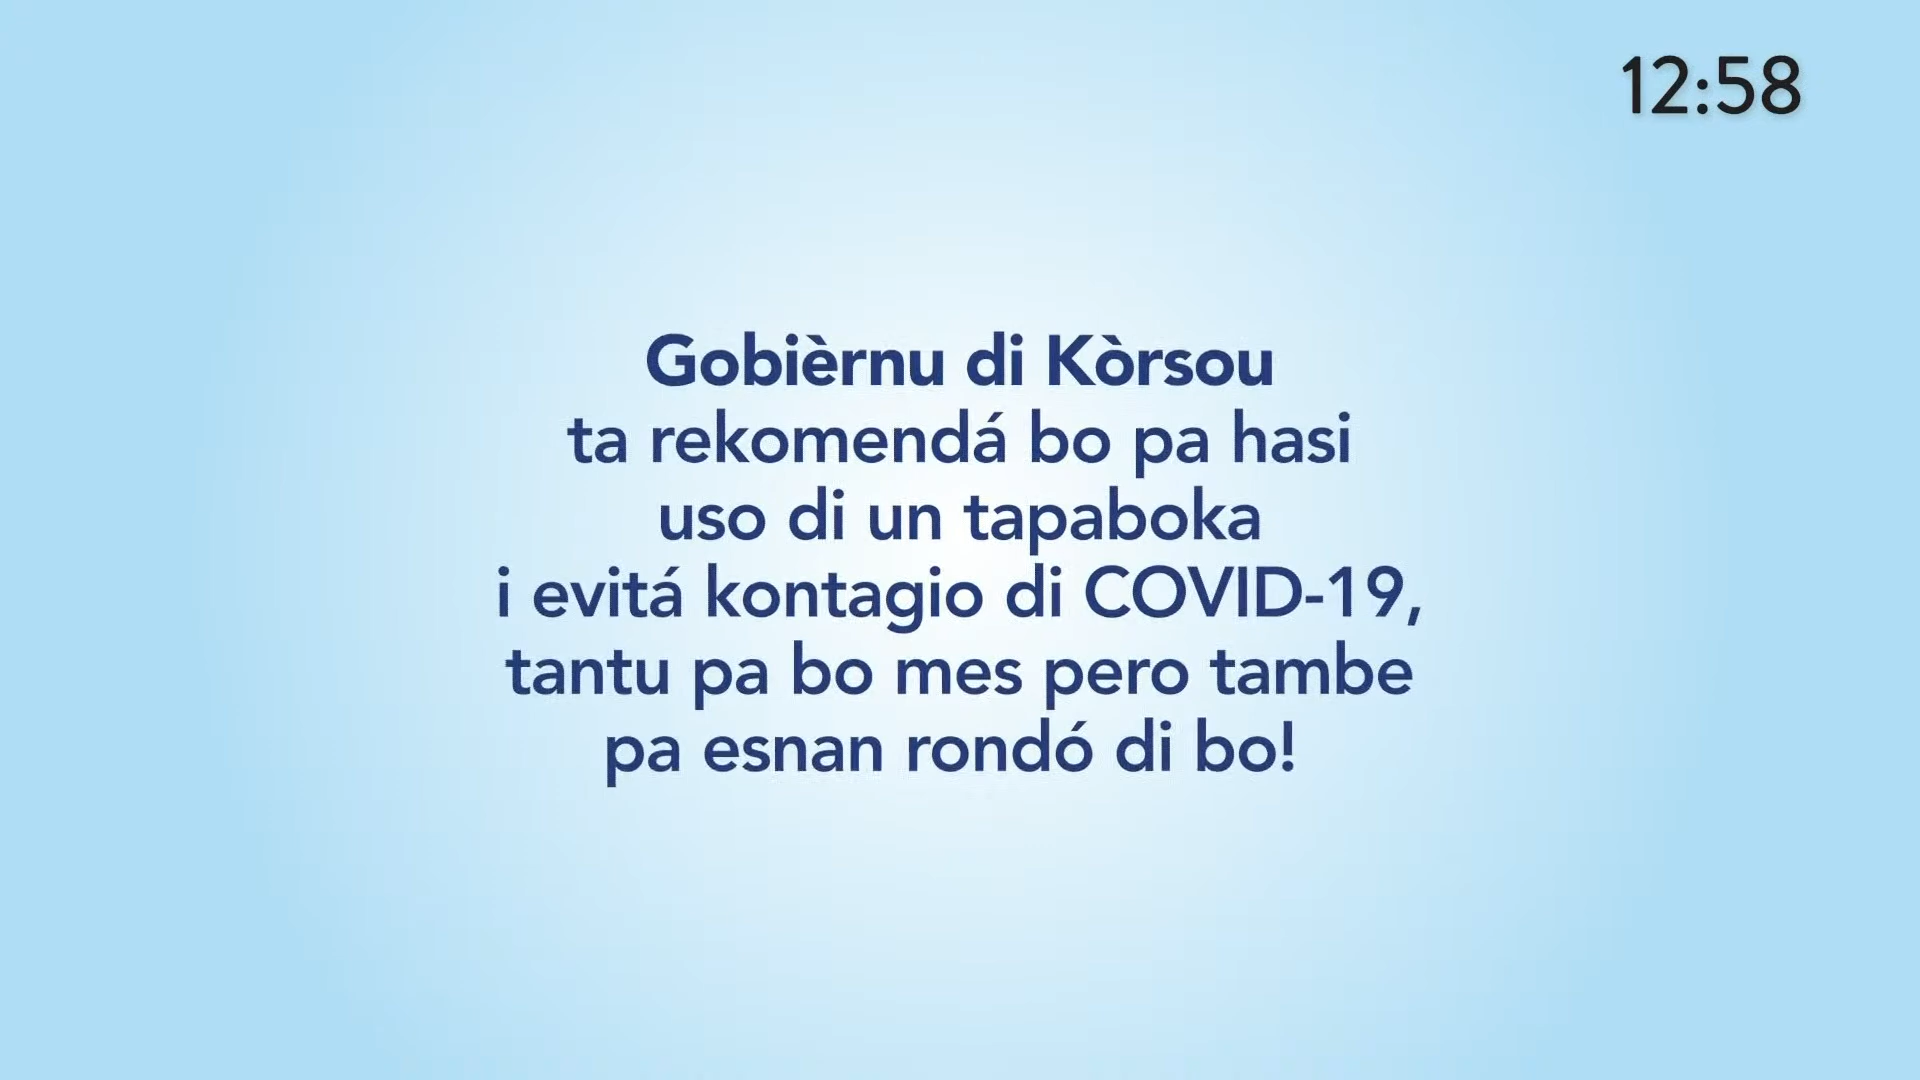 12:58
Gobièrnu di Kòrsou
ta rekomendá bo pa hasi
uso di un tapaboka
i evitá kontagio di COVID-19,
tantu pa bo mes pero tambe
pa esnan rondó di bo!